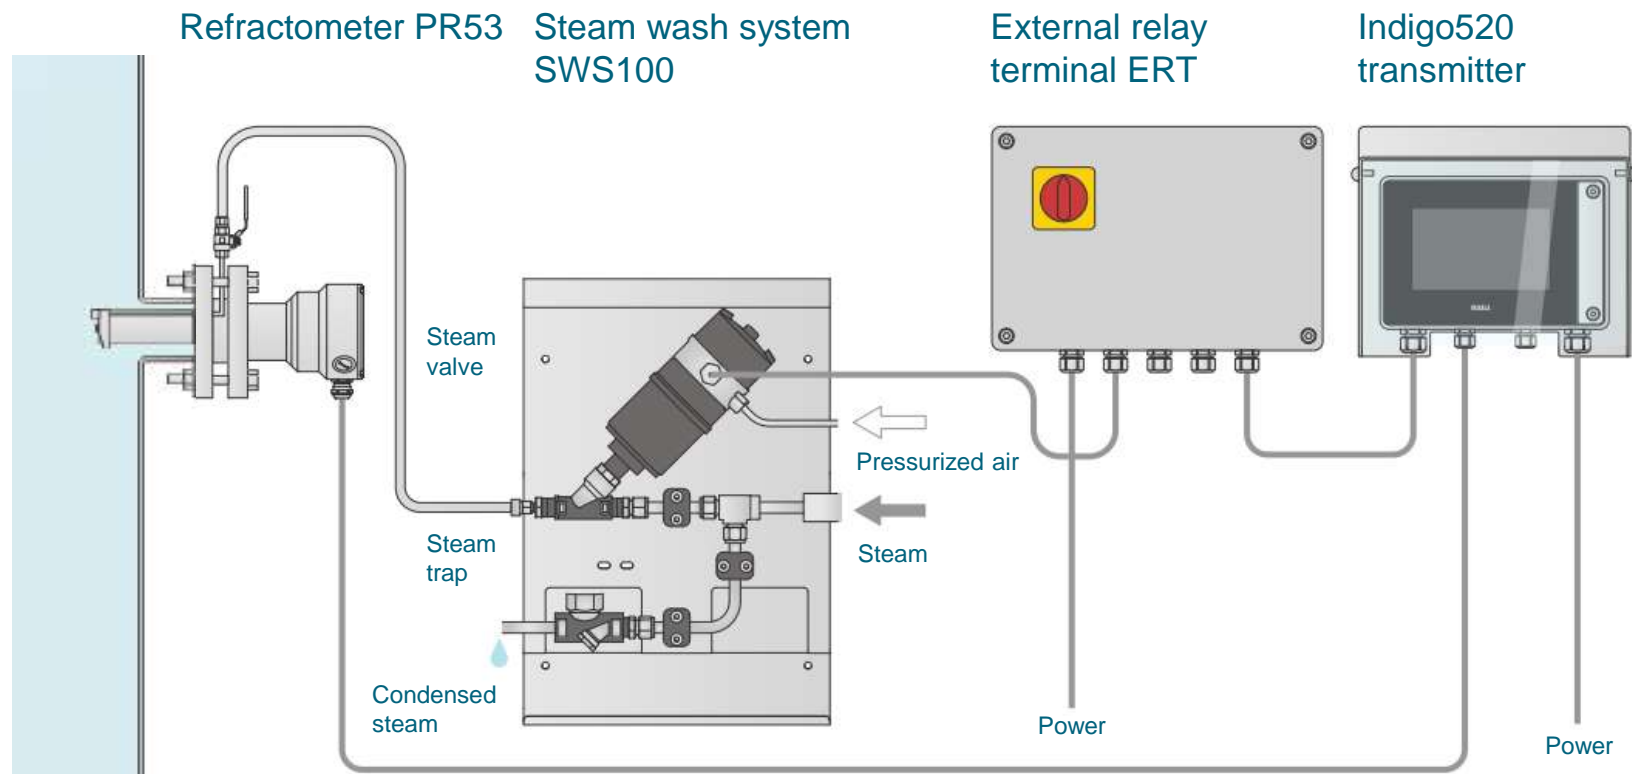 Refractometer PR53
Steam wash system
SWS100
External relay
terminal ERT
Indigo520
transmitter
Steam
valve
Pressurized air
Steam
trap
Steam
Condensed
steam
Power
Power